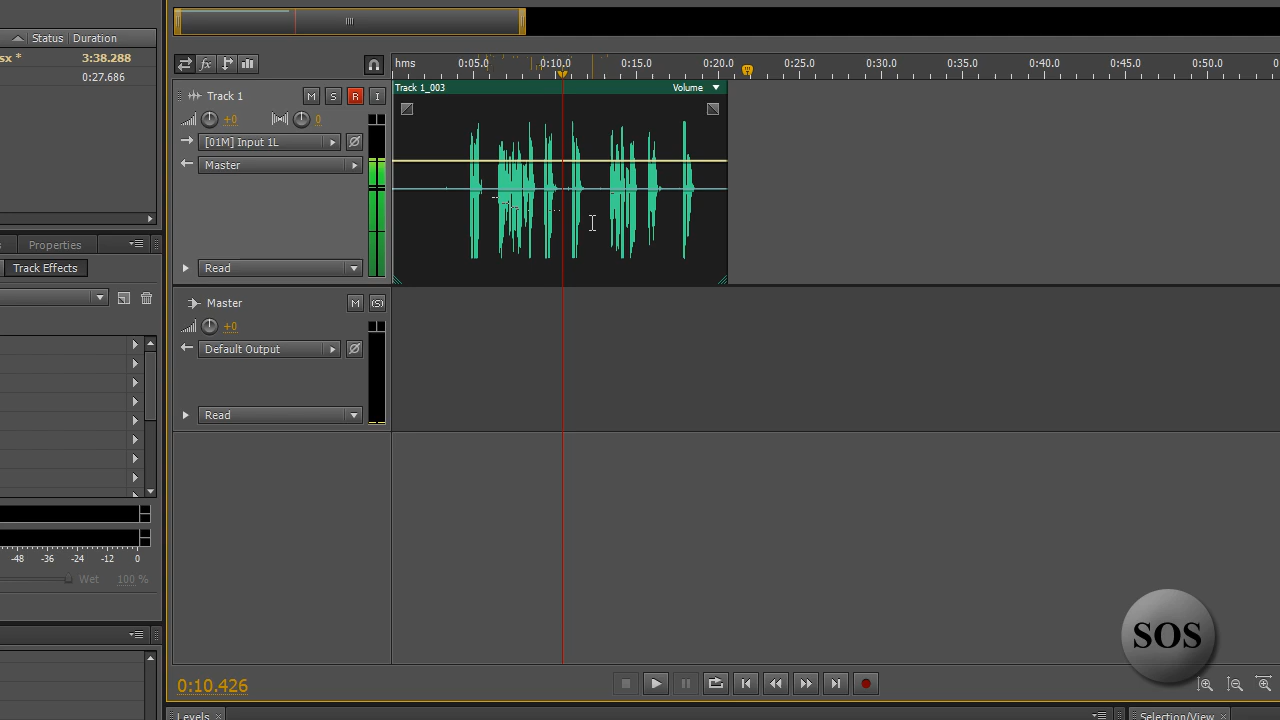 Status Duration
sx * 3:38.288
0:27.686
hms 0:05.0 0:10.0 0:15.0 0:20.0 0:25.0 0:30.0 0:35.0 0:40.0 0:45.0 0:50.0
Track 1 M S R I
Track 1_003 Volume
+0 0
[01M] Input 1L
Master
Properties
Track Effects
Read
Master M (S)
+0
Default Output
Read
-48 -36 -24 -12 0
Wet 100 %
SOS
0:10.426
Levels Selection/View